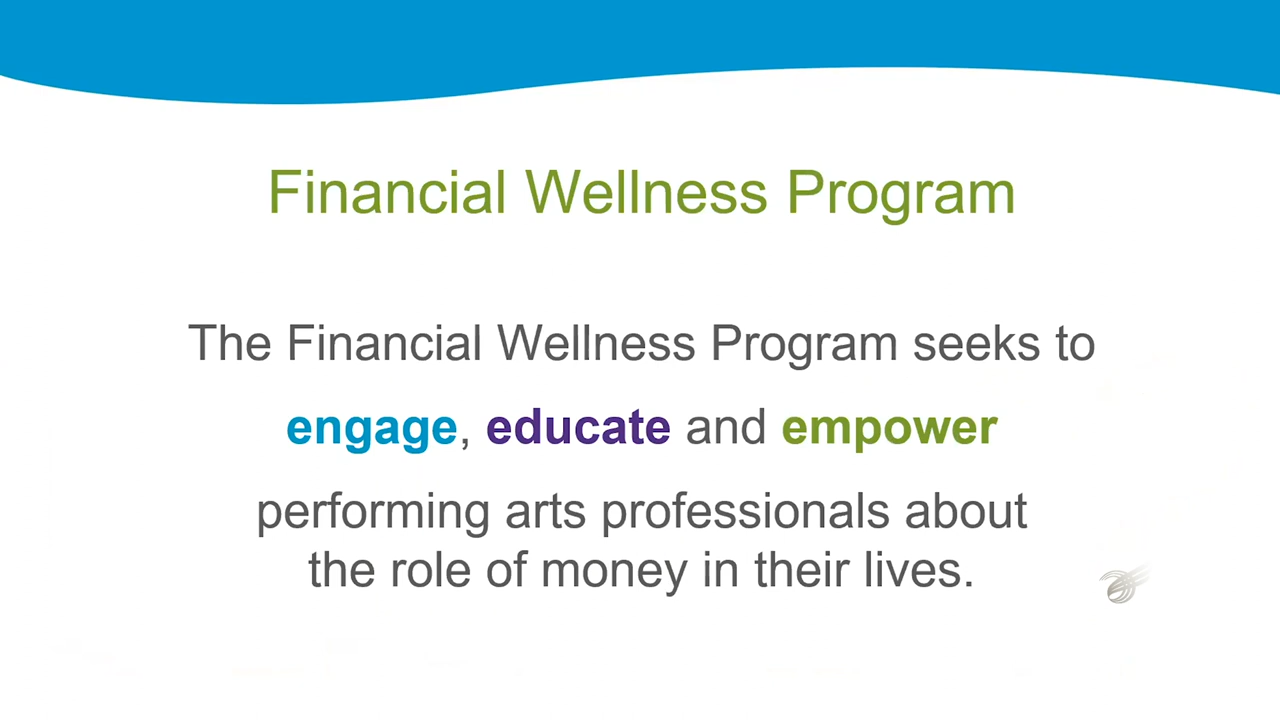 Financial Wellness Program
The Financial Wellness Program seeks to
engage, educate and empower
performing arts professionals about
the role of money in their lives.